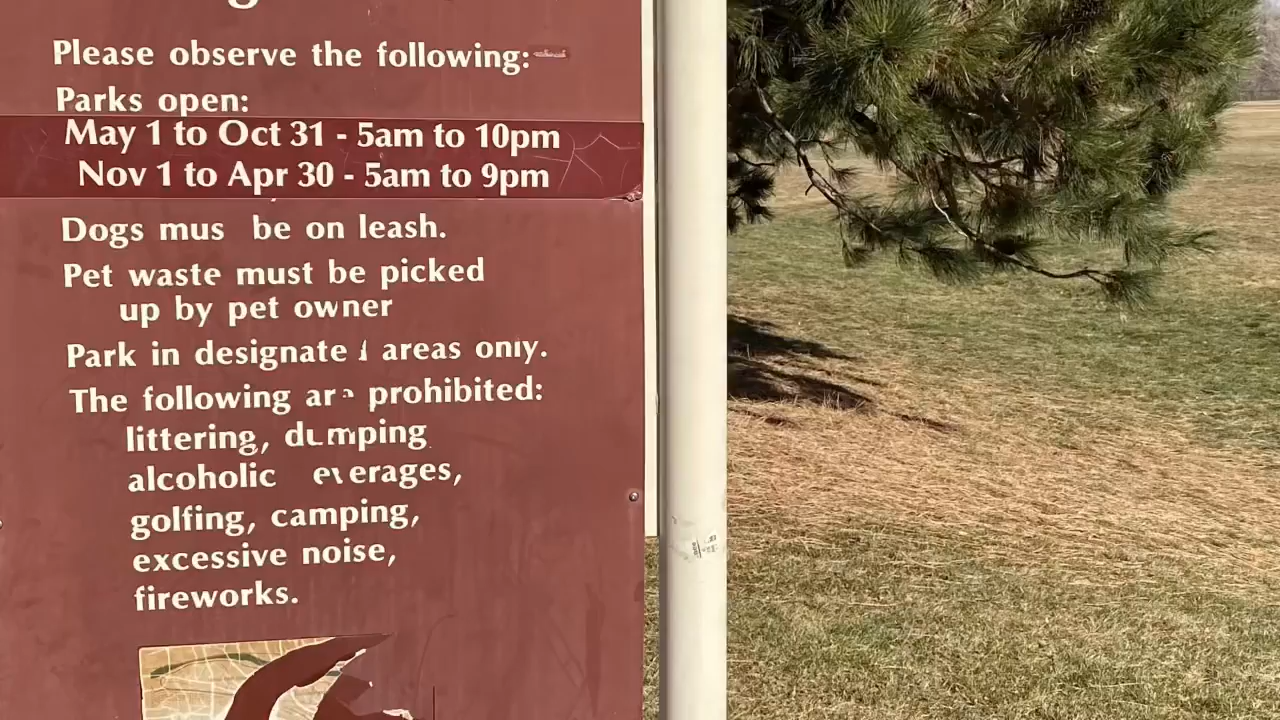 Please observe the following:
Parks open:
May 1 to Oct 31 - 5am to 10pm
Nov 1 to Apr 30 - 5am to 9pm
Dogs mus be on leash.
Pet waste must be picked
up by pet owner
Park in designate areas only.
The following ar prohibited:
littering, dumping
alcoholic everages,
golfing, camping,
excessive noise,
fireworks.